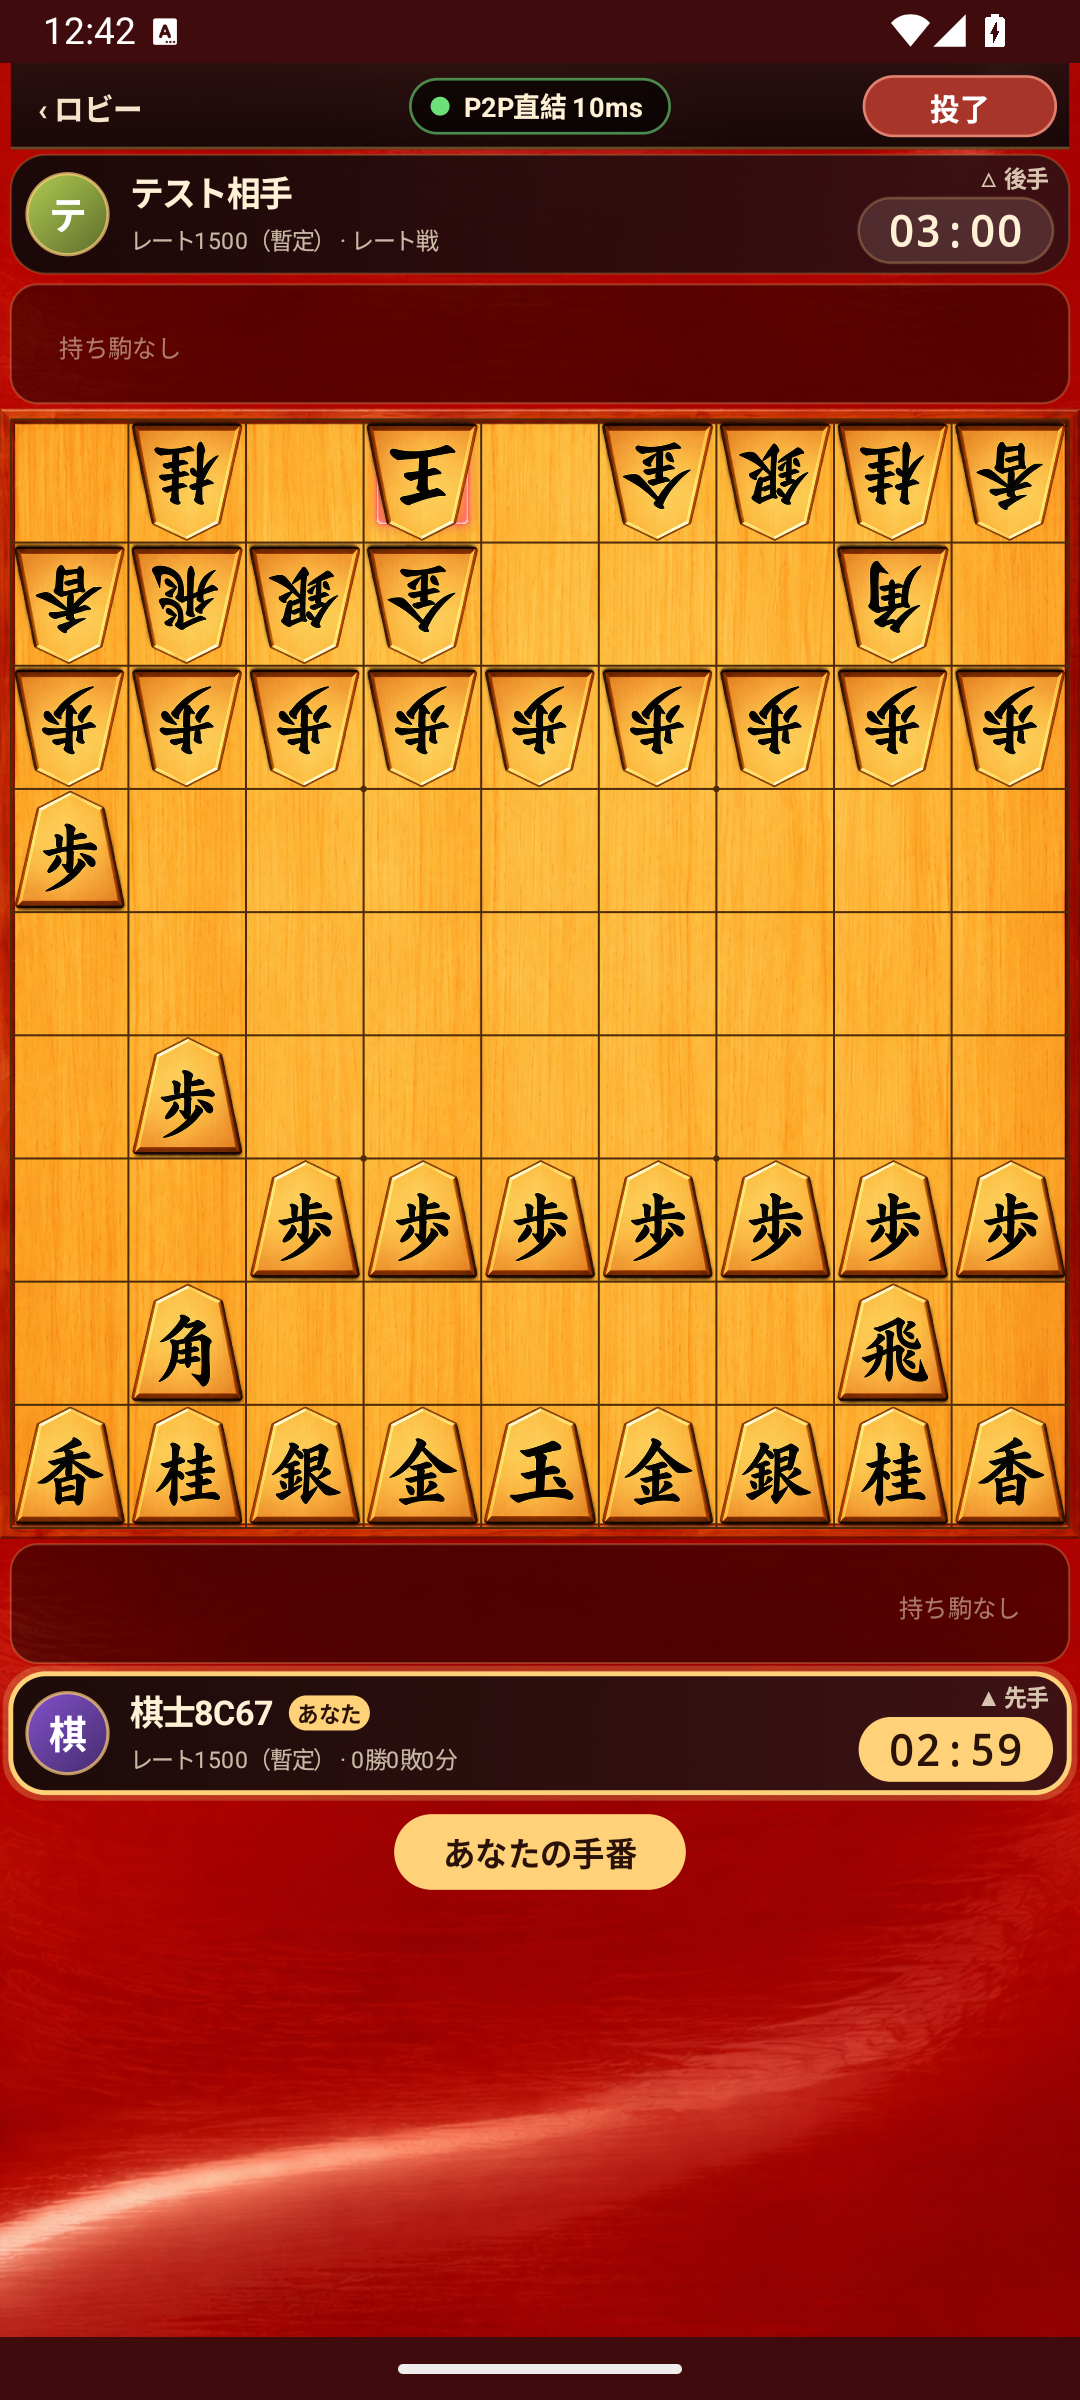 12:42 A
‹ ロビー
P2P直結 10ms
投了
テ
テスト相手
レート1500（暫定）· レート戦
△ 後手
03:00
持ち駒なし
桂 王 金 銀 桂 香
香 飛 銀 金 角
歩 歩 歩 歩 歩 歩 歩 歩 歩
歩
歩
歩 歩 歩 歩 歩 歩 歩
角 飛
香 桂 銀 金 玉 金 銀 桂 香
持ち駒なし
棋
棋士8C67 あなた
レート1500（暫定）· 0勝0敗0分
▲ 先手
02:59
あなたの手番